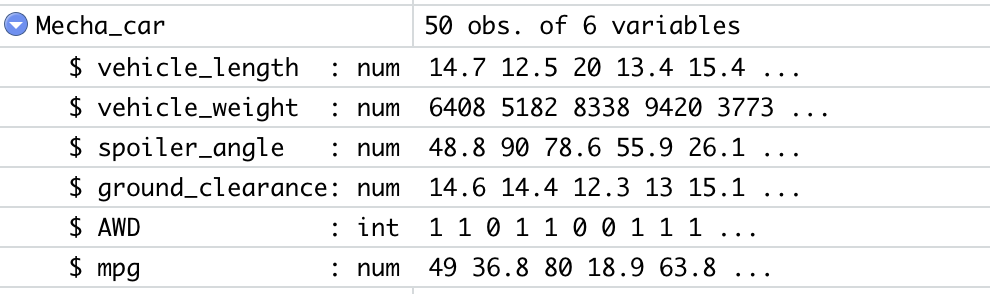 Mecha_car 50 obs. of 6 variables
$ vehicle_length : num 14.7 12.5 20 13.4 15.4 ...
$ vehicle_weight : num 6408 5182 8338 9420 3773 ...
$ spoiler_angle : num 48.8 90 78.6 55.9 26.1 ...
$ ground_clearance: num 14.6 14.4 12.3 13 15.1 ...
$ AWD : int 1 1 0 1 1 0 0 1 1 1 ...
$ mpg : num 49 36.8 80 18.9 63.8 ...